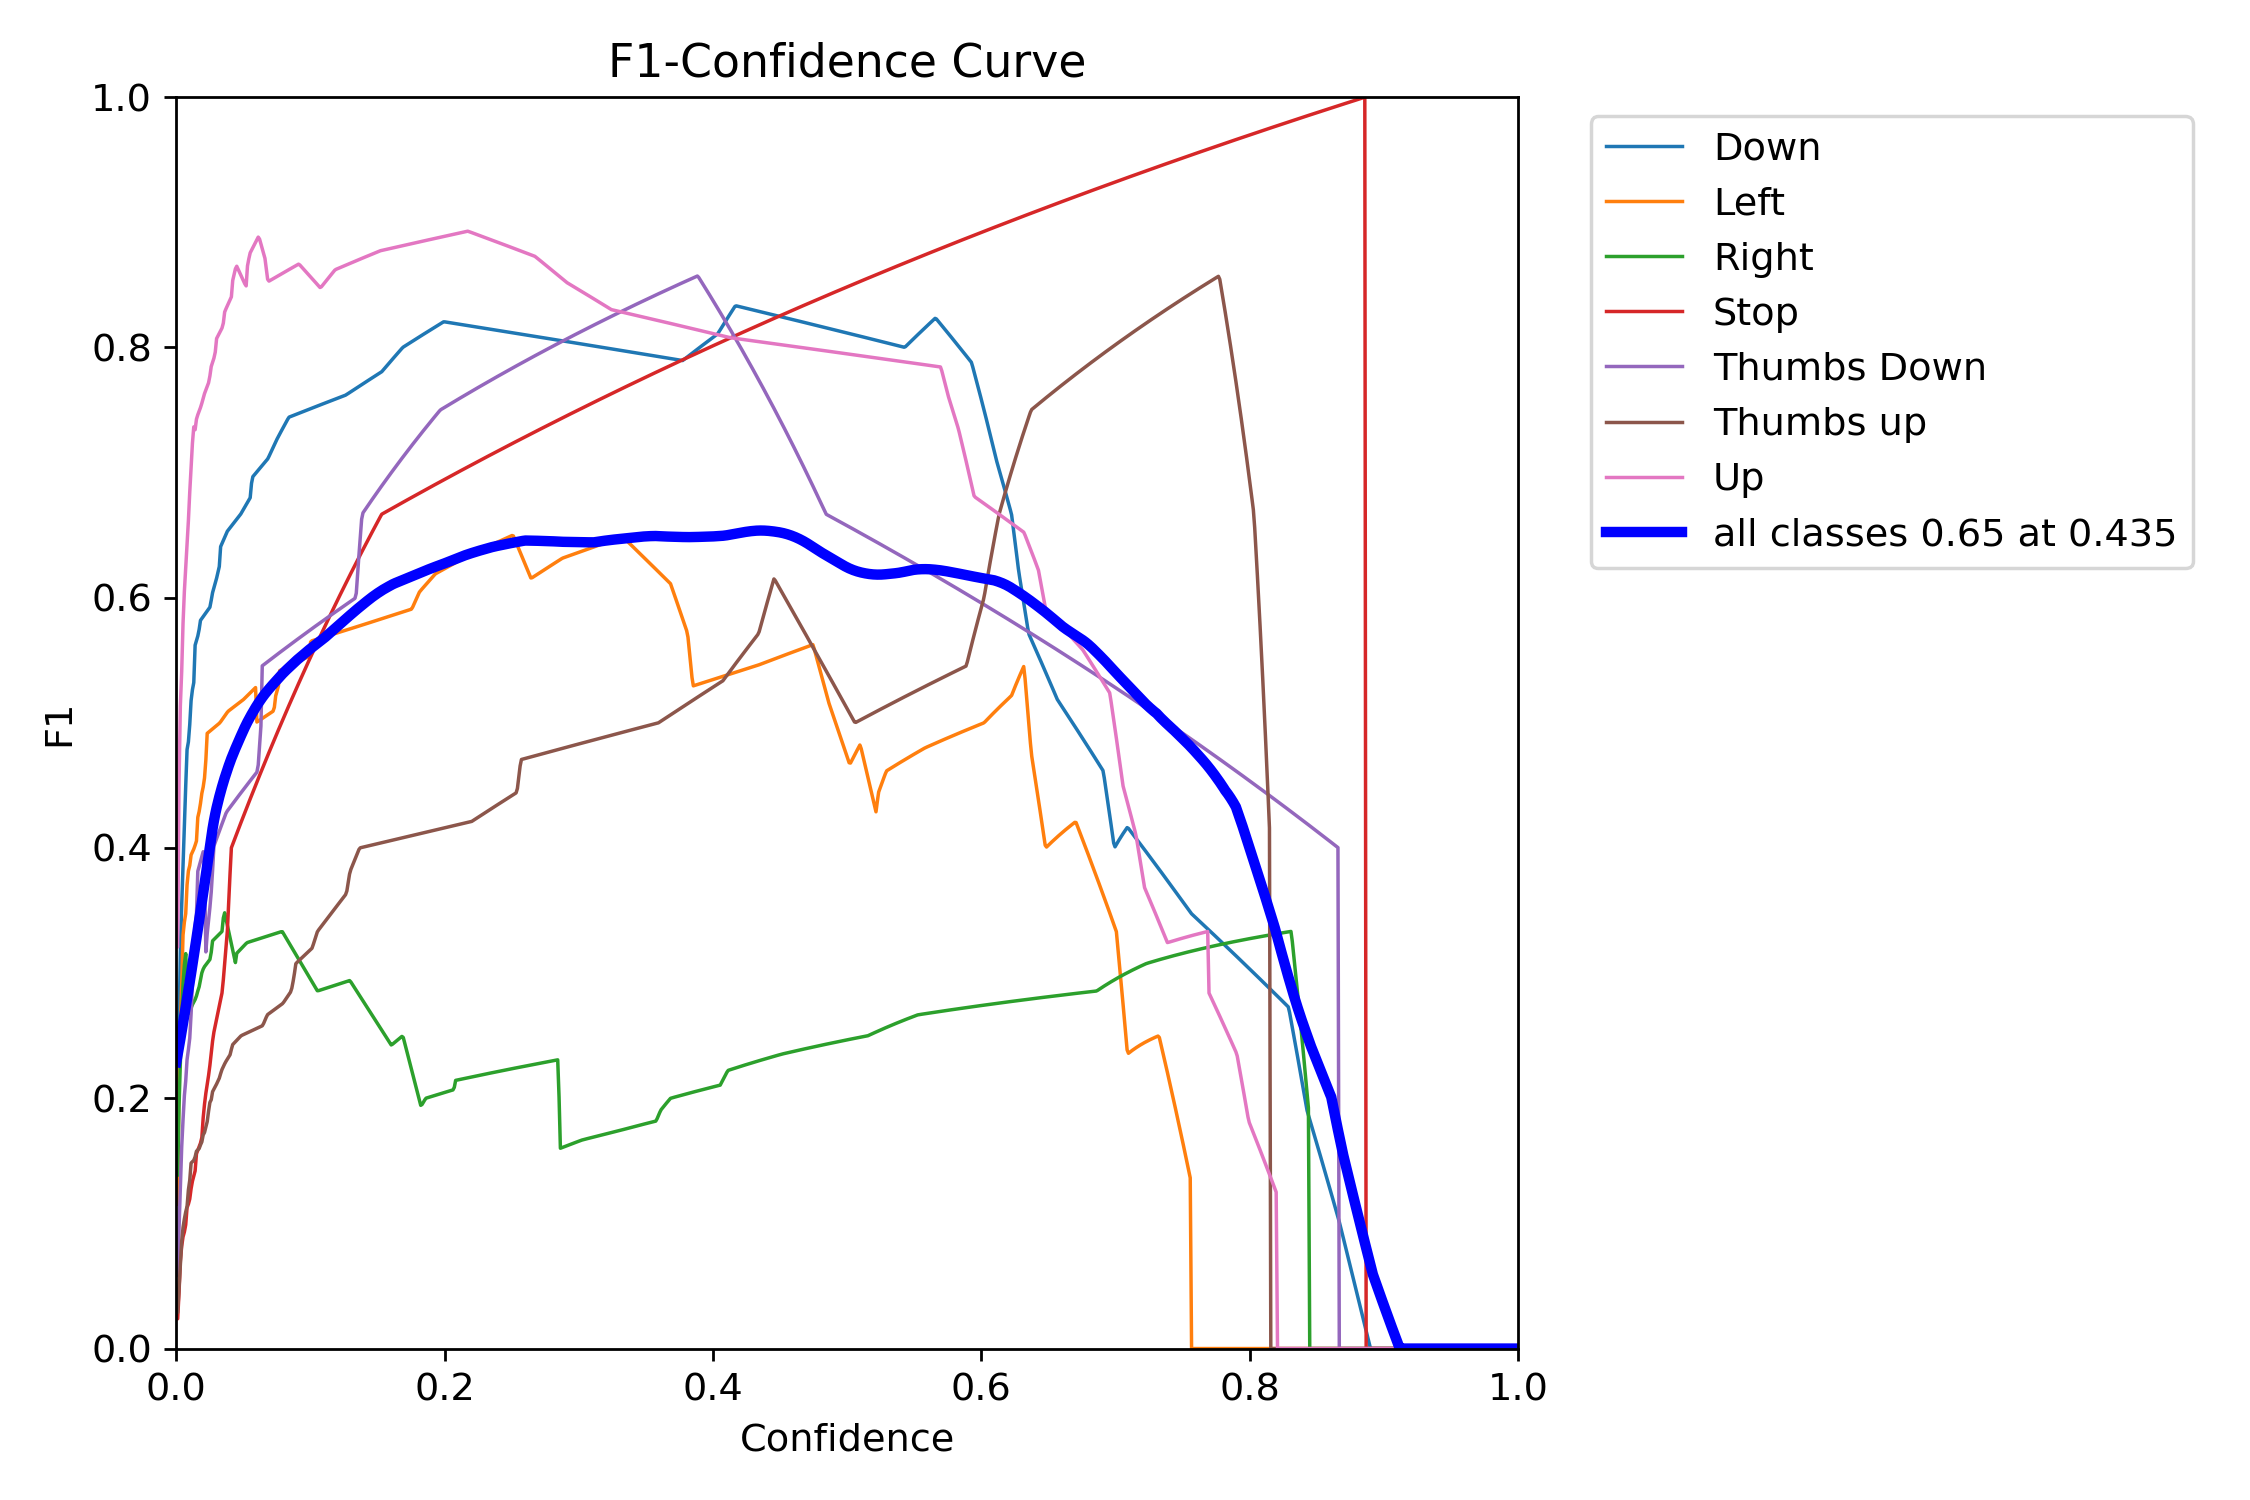 F1-Confidence Curve
1.0
0.8
0.6
0.4
0.2
0.0
F1
0.0 0.2 0.4 0.6 0.8 1.0
Confidence
Down
Left
Right
Stop
Thumbs Down
Thumbs up
Up
all classes 0.65 at 0.435